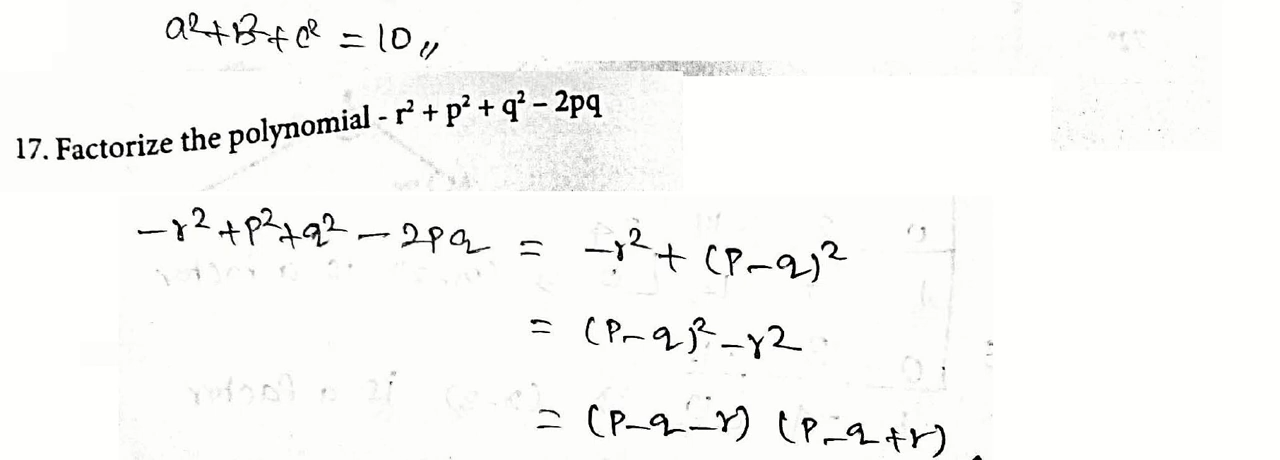 a²+B+c² = 10 //
17. Factorize the polynomial - r² + p² + q² – 2pq
-r²+p²+q²-2pq = -r²+(p-q)²
= (p-q)²-r²
= (p-q-r) (p-q+r)